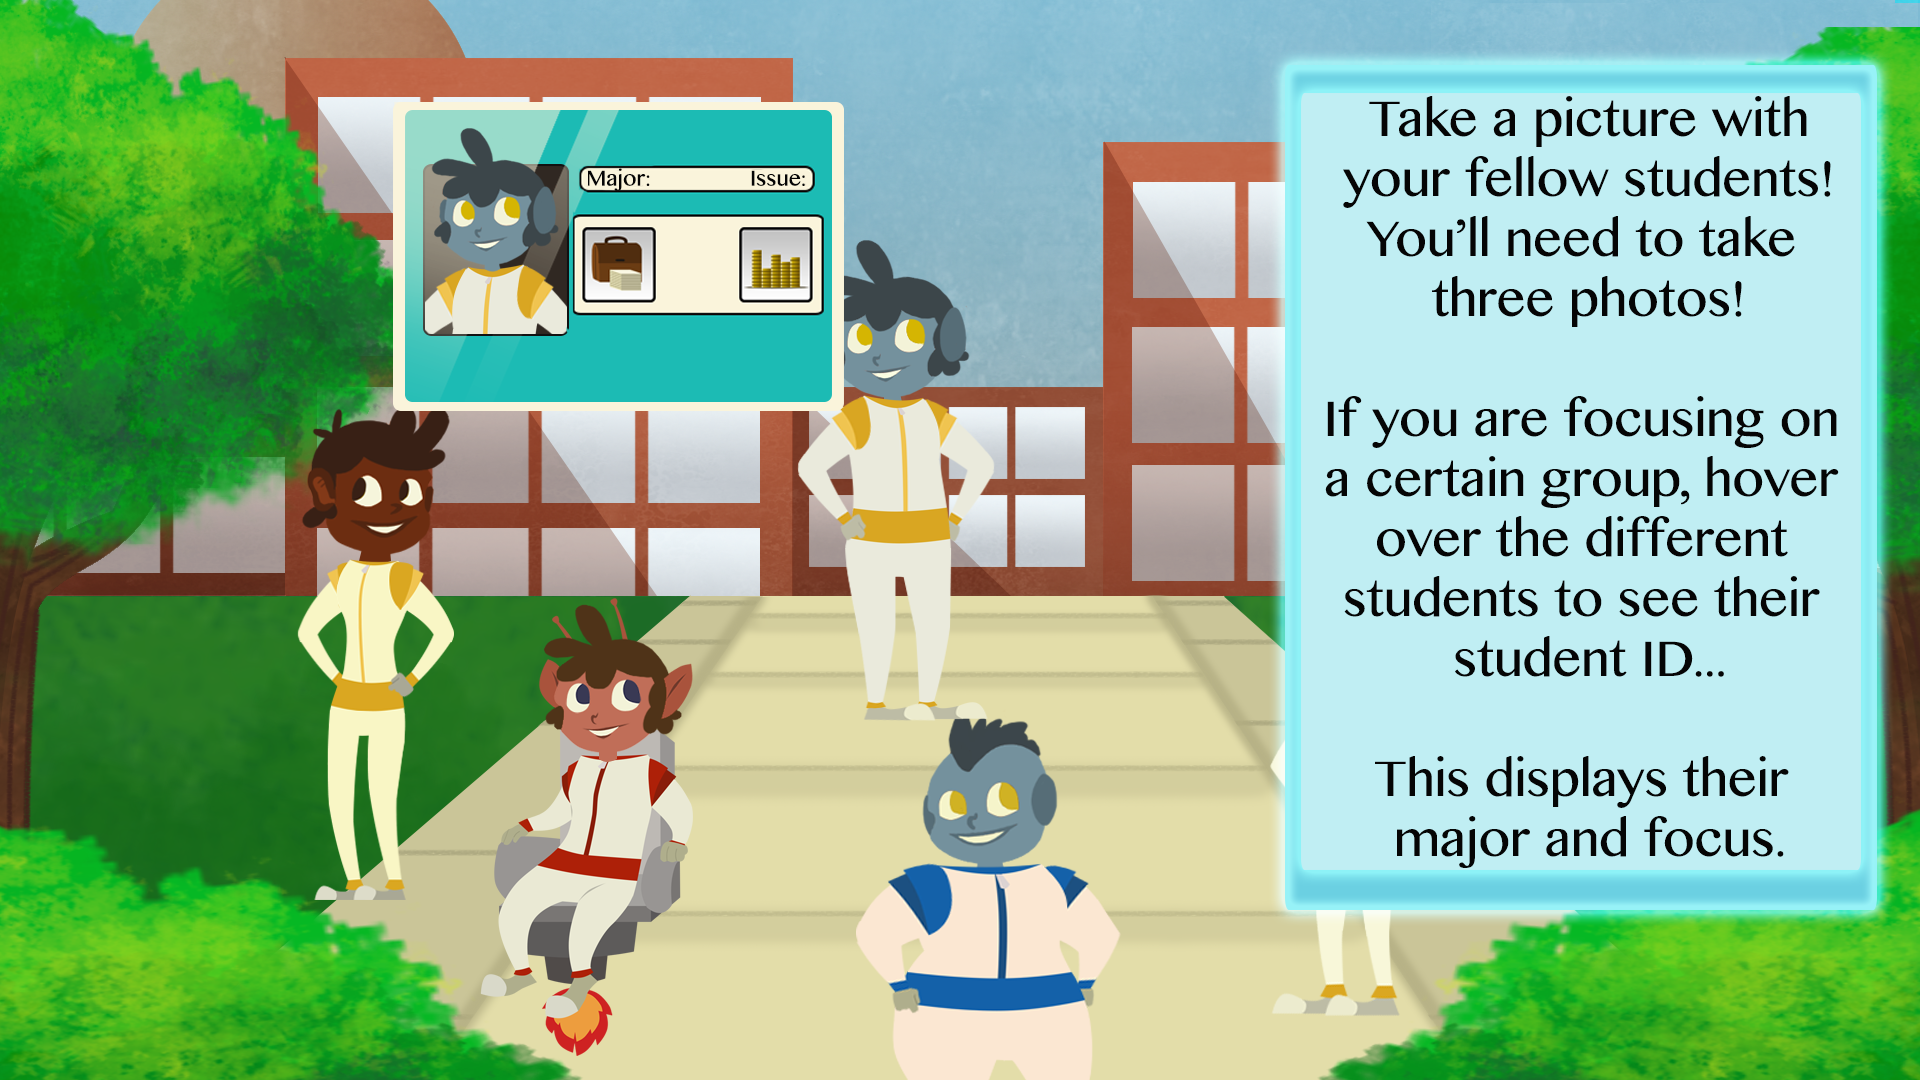 Major: Issue:
Take a picture with
your fellow students!
You'll need to take
three photos!
If you are focusing on
a certain group, hover
over the different
students to see their
student ID...
This displays their
major and focus.